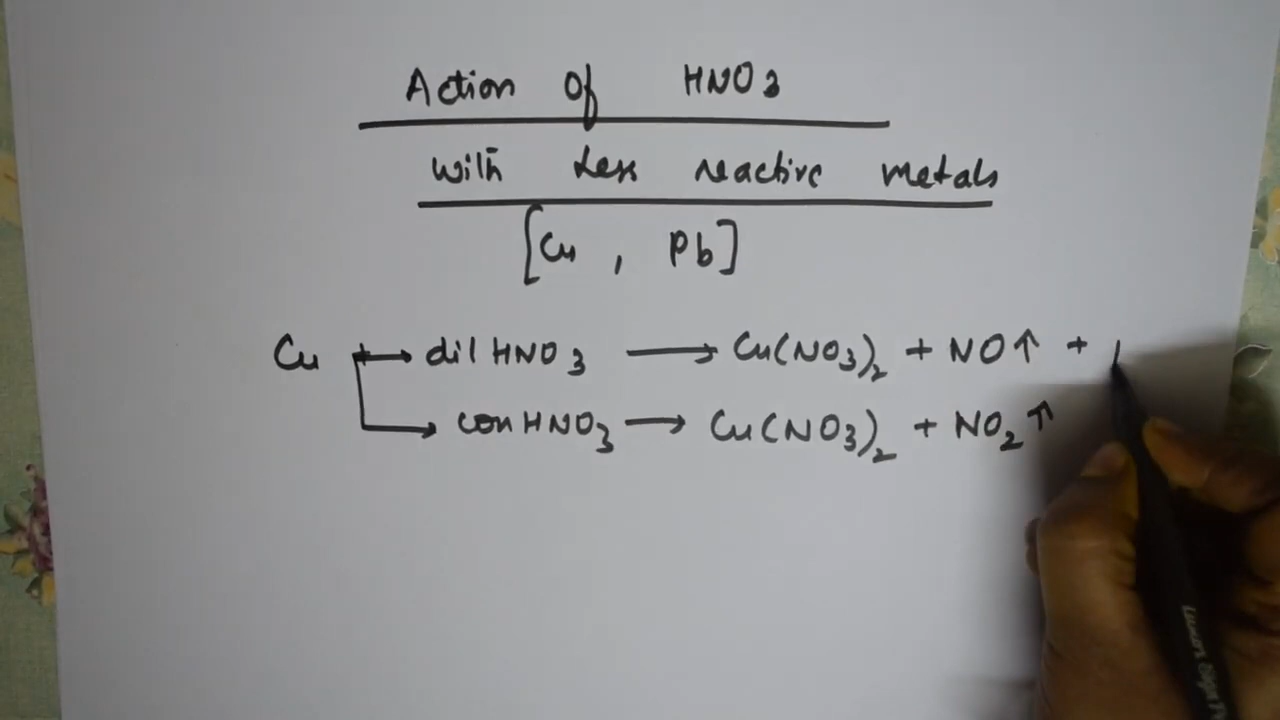 Action Of HNO3
with Less reactive metals
[Cu, Pb]
Cu → dil HNO3 → Cu(NO3)2 + NO↑ +
→ con HNO3 → Cu(NO3)2 + NO2↑